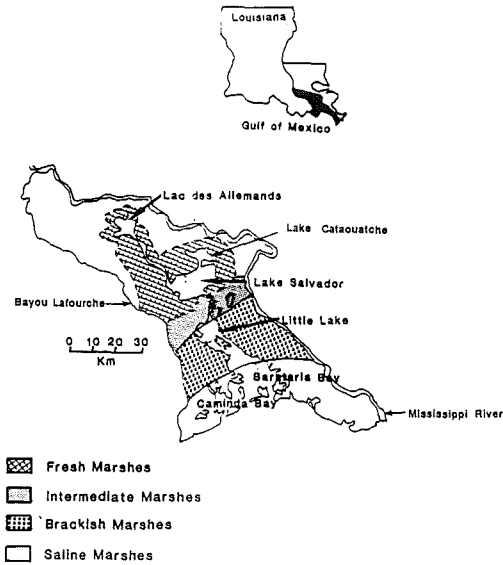 Louisiana
Gulf of Mexico
Lac des Allemands
Lake Cataouatche
Lake Salvador
Bayou Lafourche
Little Lake
0 10 20 30
Km
Barataria Bay
Caminda Bay
Mississippi River
Fresh Marshes
Intermediate Marshes
Brackish Marshes
Saline Marshes